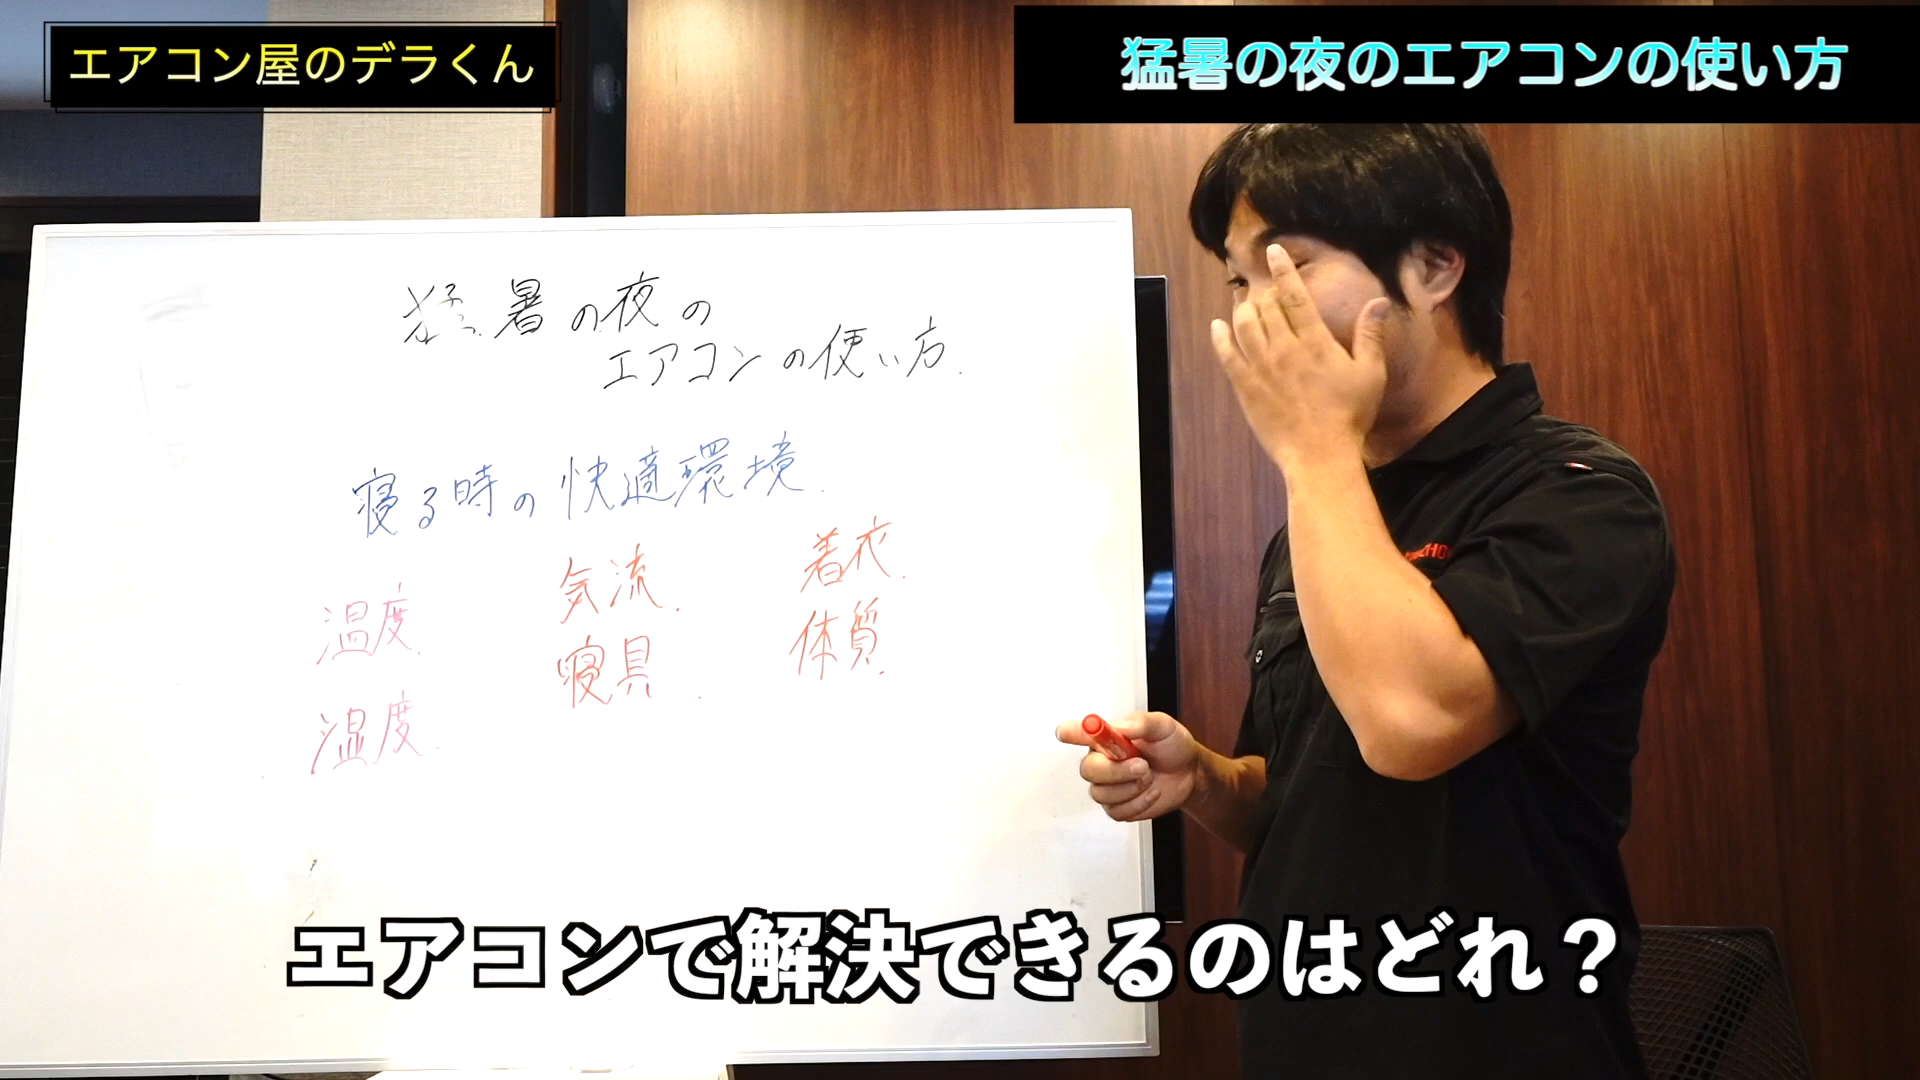 エアコン屋のデラくん
猛暑の夜のエアコンの使い方
猛暑の夜の
エアコンの使い方.
寝る時の快適環境.
温度.
気流.
着衣.
湿度.
寝具.
体質.
エアコンで解決できるのはどれ？